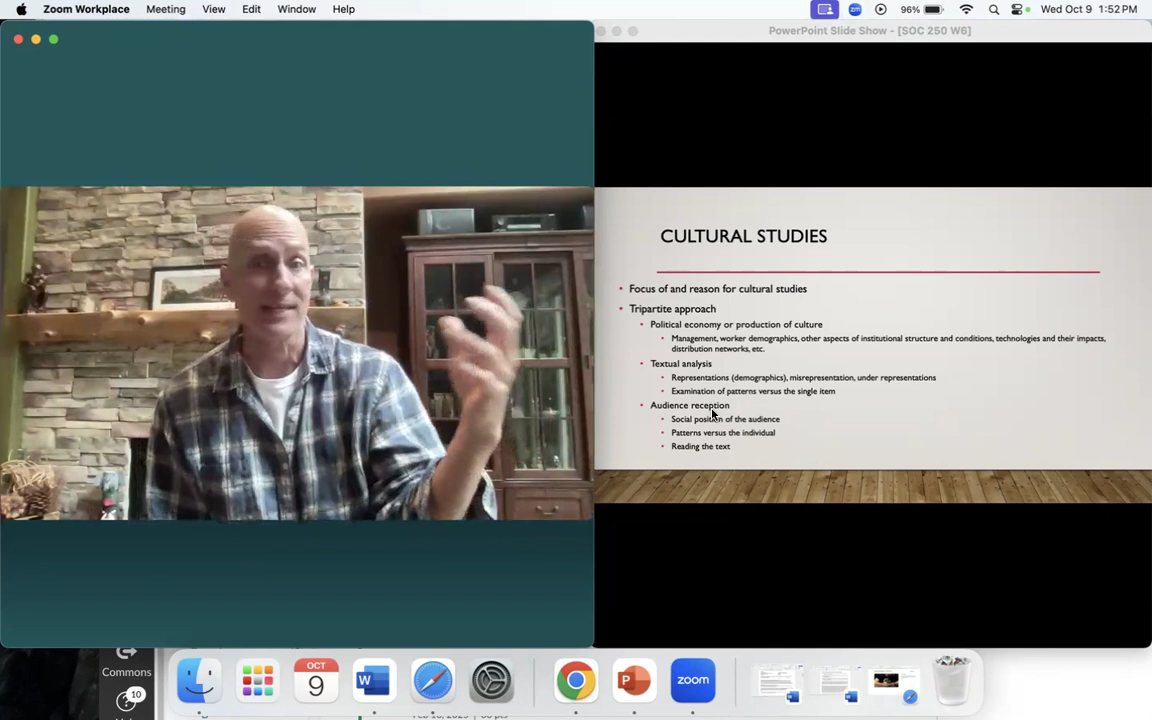 Zoom Workplace Meeting View Edit Window Help 96% Wed Oct 9 1:52 PM
PowerPoint Slide Show - [SOC 250 W6]
CULTURAL STUDIES
• Focus of and reason for cultural studies
• Tripartite approach
• Political economy or production of culture
• Management, worker demographics, other aspects of institutional structure and conditions, technologies and their impacts,
distribution networks, etc.
• Textual analysis
• Representations (demographics), misrepresentation, under representations
• Examination of patterns versus the single item
• Audience reception
• Social position of the audience
• Patterns versus the individual
• Reading the text
Commons
10
OCT
9
W
P
zoom